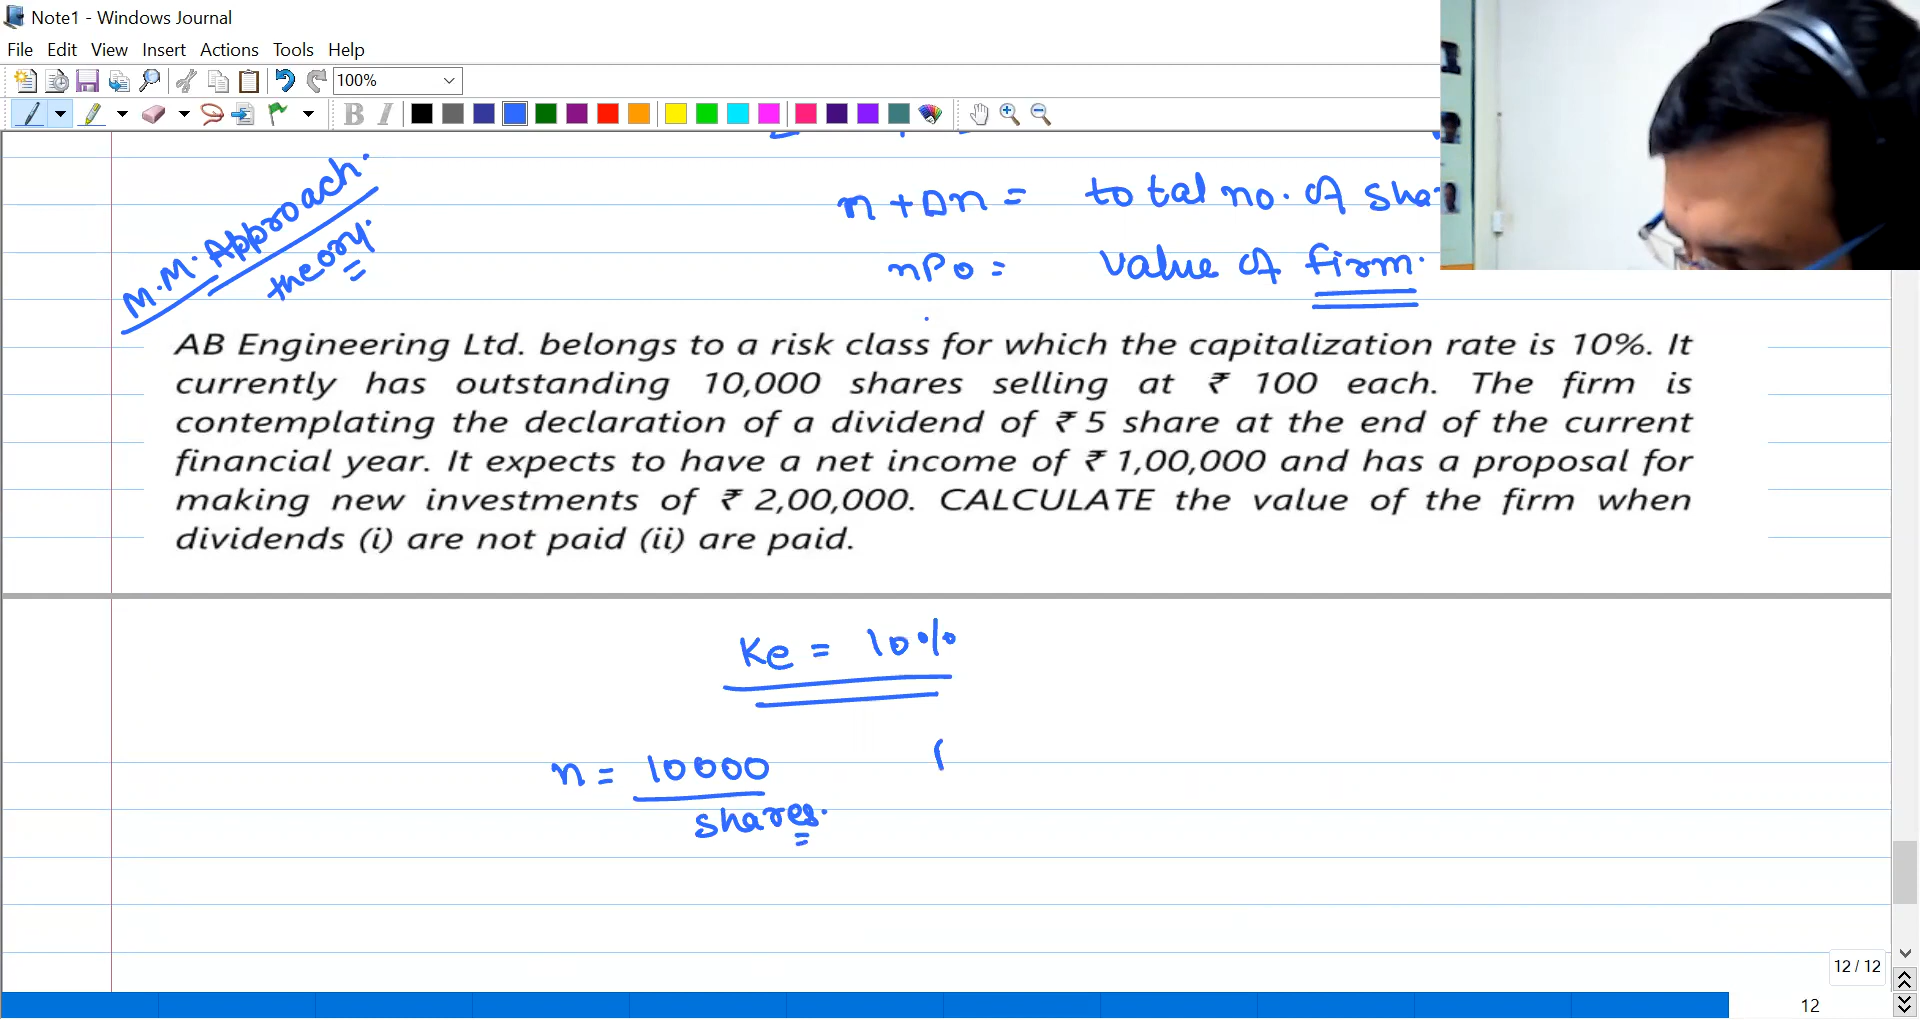 Note1 - Windows Journal
File Edit View Insert Actions Tools Help
100%
B I
M.M. Approach.
theory.
n + Δn = total no. of sha
nPo = value of firm.
AB Engineering Ltd. belongs to a risk class for which the capitalization rate is 10%. It
currently has outstanding 10,000 shares selling at ₹ 100 each. The firm is
contemplating the declaration of a dividend of ₹ 5 share at the end of the current
financial year. It expects to have a net income of ₹ 1,00,000 and has a proposal for
making new investments of ₹ 2,00,000. CALCULATE the value of the firm when
dividends (i) are not paid (ii) are paid.
Ke = 10%
n = 10000
shares.
12 / 12
12